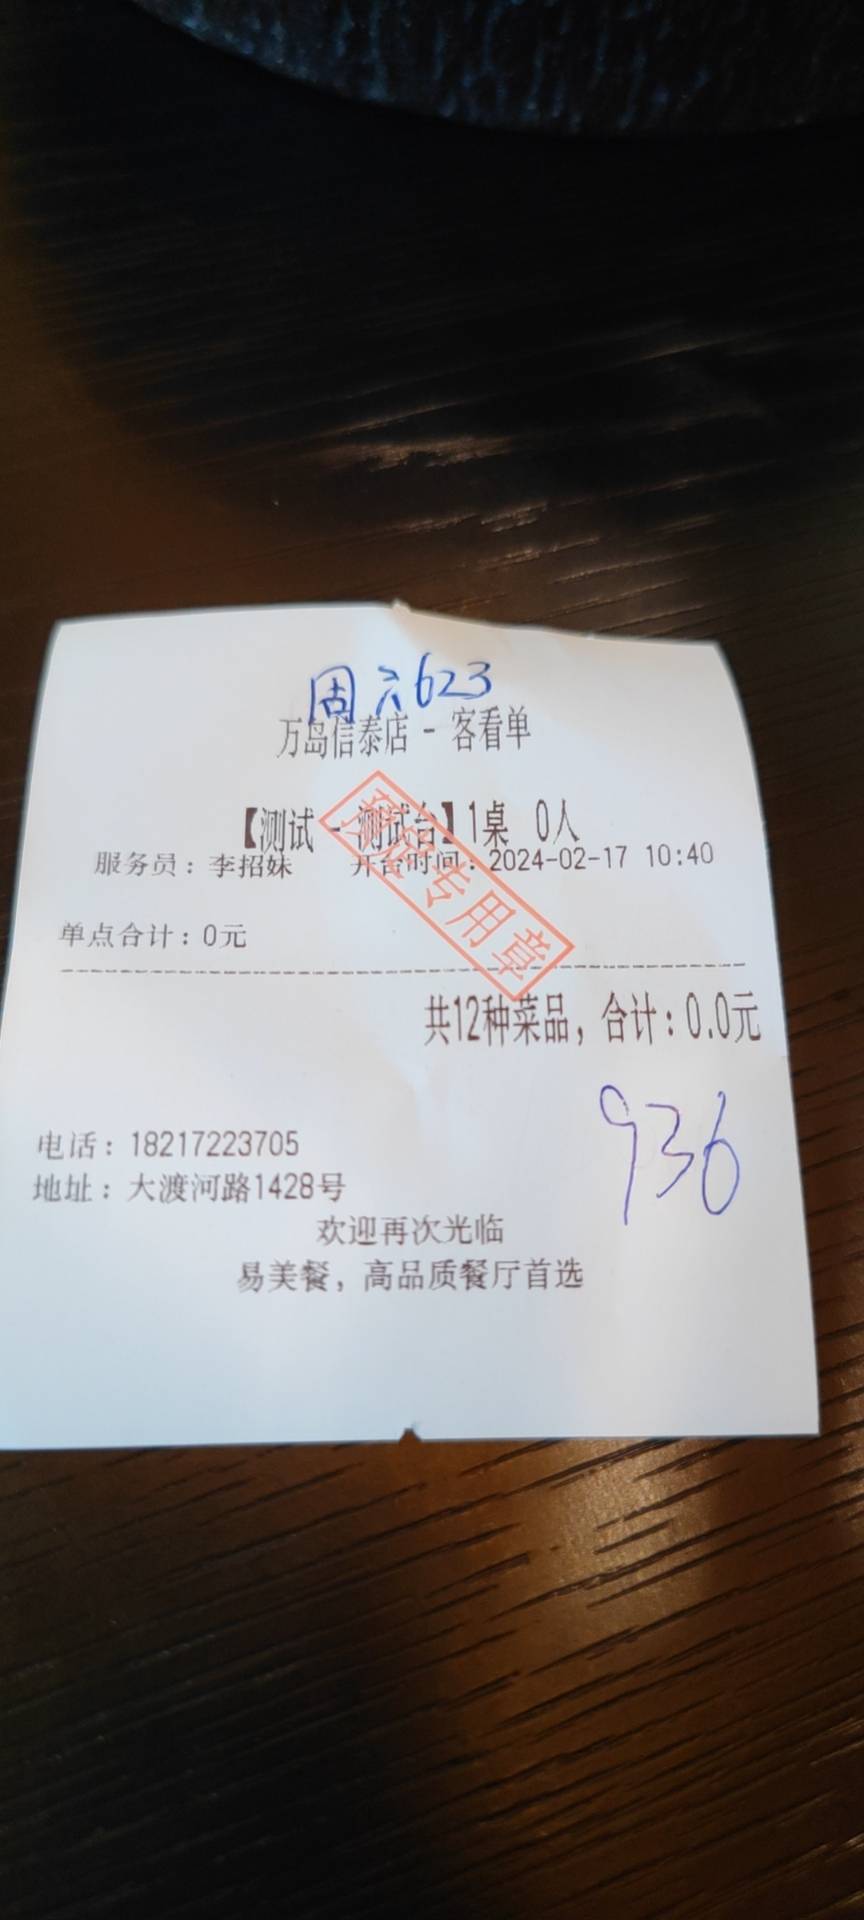 周六623
万岛信泰店 - 客看单
【测试 - 测试台】1桌 0人
服务员：李招妹 开台时间：2024-02-17 10:40
专用章
单点合计：0元
共12种菜品，合计：0.0元
936
电话：18217223705
地址：大渡河路1428号
欢迎再次光临
易美餐，高品质餐厅首选